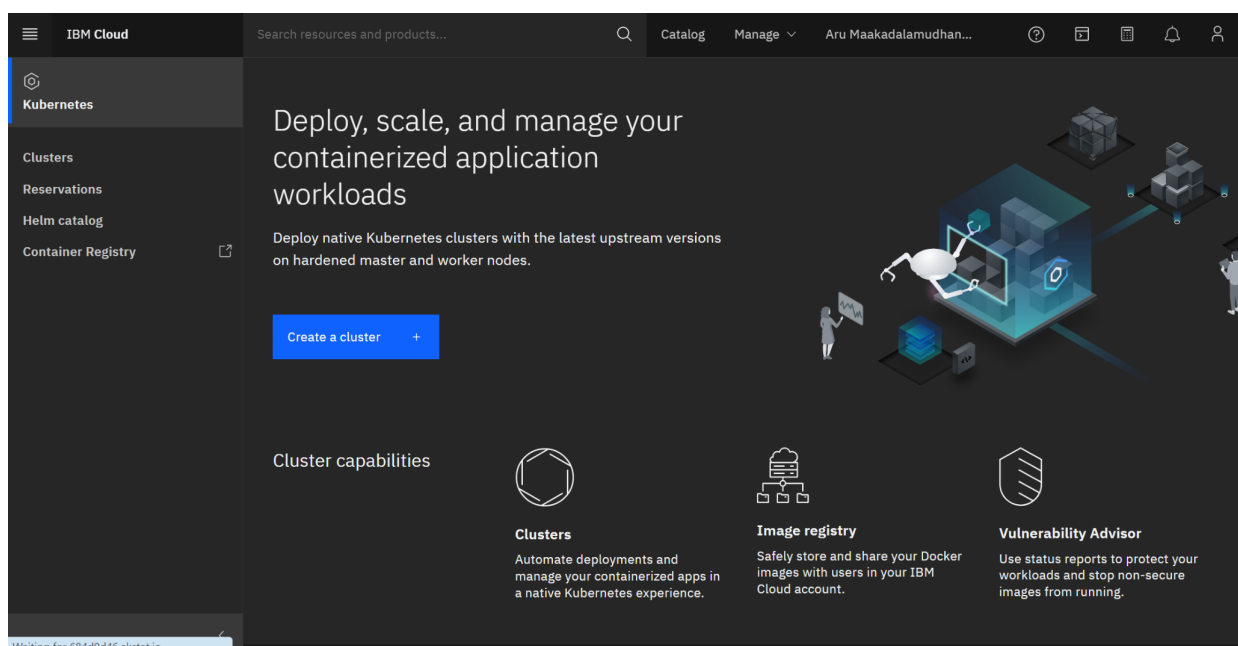 IBM Cloud
Search resources and products...
Catalog
Manage
Aru Maakadalamudhan...
Kubernetes
Clusters
Reservations
Helm catalog
Container Registry
Deploy, scale, and manage your
containerized application
workloads
Deploy native Kubernetes clusters with the latest upstream versions
on hardened master and worker nodes.
Create a cluster +
Cluster capabilities
Clusters
Automate deployments and
manage your containerized apps in
a native Kubernetes experience.
Image registry
Safely store and share your Docker
images with users in your IBM
Cloud account.
Vulnerability Advisor
Use status reports to protect your
workloads and stop non-secure
images from running.
Waiting for